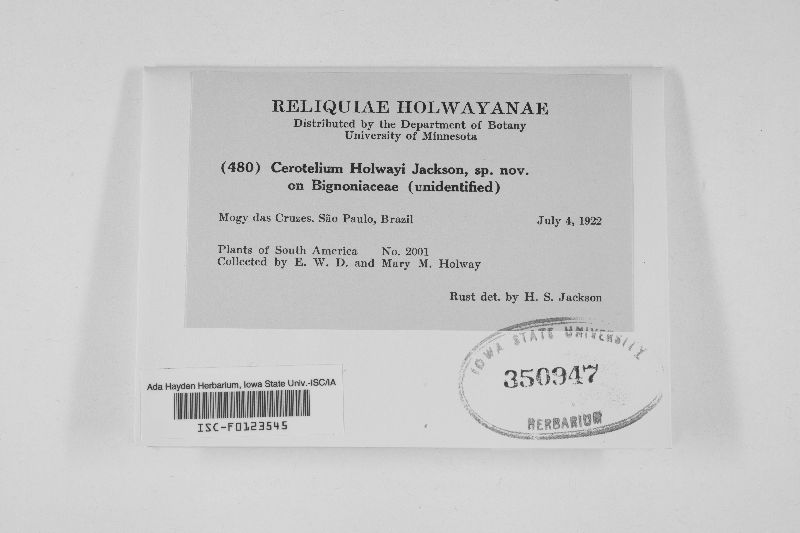 RELIQUIAE HOLWAYANAE
Distributed by the Department of Botany
University of Minnesota
(480) Cerotelium Holwayi Jackson, sp. nov.
on Bignoniaceae (unidentified)
Mogy das Cruzes. São Paulo, Brazil July 4, 1922
Plants of South America No. 2001
Collected by E. W. D. and Mary M. Holway
Rust det. by H. S. Jackson
IOWA STATE UNIVERSITY
350947
HERBARIUM
Ada Hayden Herbarium, Iowa State Univ.-ISC/IA
ISC-F0123545